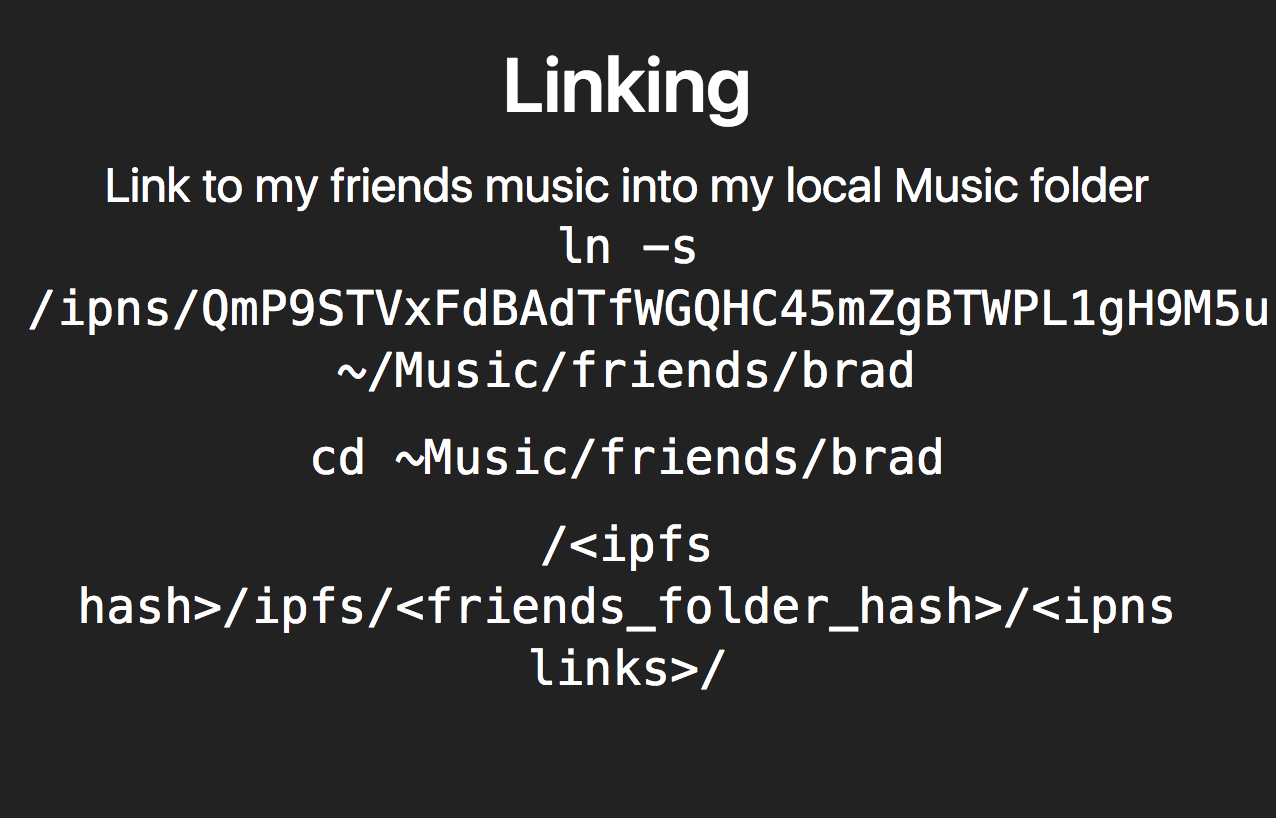 Linking
Link to my friends music into my local Music folder
ln -s
/ipns/QmP9STVxFdBAdTfWGQHC45mZgBTWPL1gH9M5u
~/Music/friends/brad
cd ~Music/friends/brad
/<ipfs
hash>/ipfs/<friends_folder_hash>/<ipns
links>/